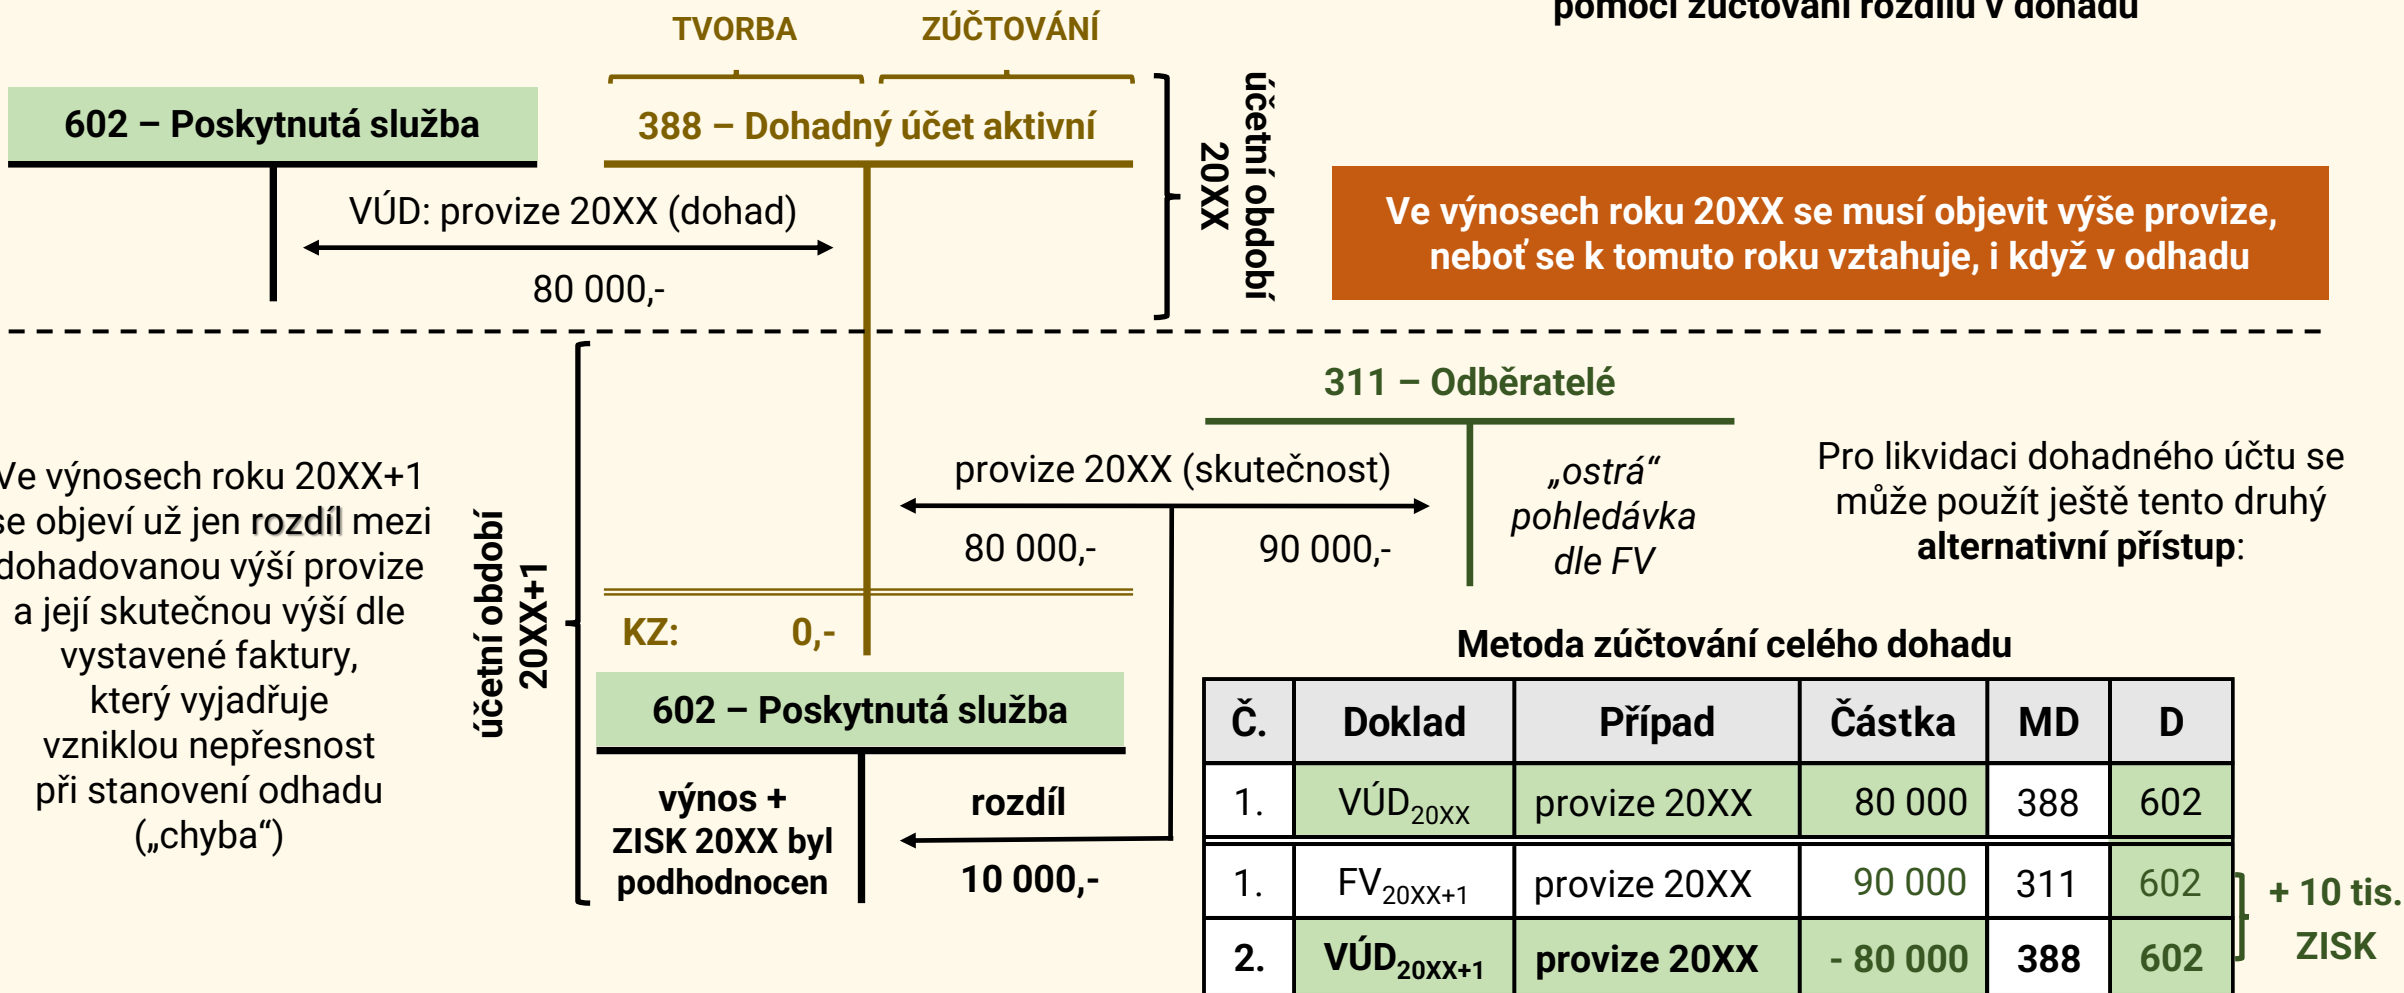 pomocí zúčtování rozdílu v dohadu
TVORBA
ZÚČTOVÁNÍ
602 – Poskytnutá služba
388 – Dohadný účet aktivní
účetní období
20XX
VÚD: provize 20XX (dohad)
80 000,-
Ve výnosech roku 20XX se musí objevit výše provize,
neboť se k tomuto roku vztahuje, i když v odhadu
311 – Odběratelé
Ve výnosech roku 20XX+1
se objeví už jen rozdíl mezi
dohadovanou výší provize
a její skutečnou výší dle
vystavené faktury,
který vyjadřuje
vzniklou nepřesnost
při stanovení odhadu
(„chyba“)
účetní období
20XX+1
provize 20XX (skutečnost)
80 000,-
90 000,-
„ostrá“
pohledávka
dle FV
Pro likvidaci dohadného účtu se
může použít ještě tento druhý
alternativní přístup:
KZ: 0,-
602 – Poskytnutá služba
výnos +
ZISK 20XX byl
podhodnocen
rozdíl
10 000,-
Metoda zúčtování celého dohadu
Č. Doklad Případ Částka MD D
1. VÚD20XX provize 20XX 80 000 388 602
1. FV20XX+1 provize 20XX 90 000 311 602
2. VÚD20XX+1 provize 20XX - 80 000 388 602
+ 10 tis.
ZISK